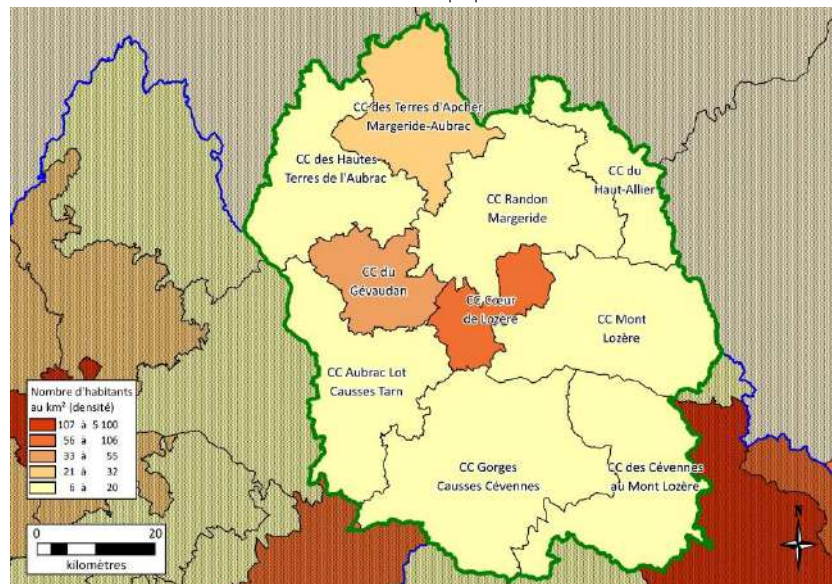 CC des Terres d'Apcher
Margeride-Aubrac
CC des Hautes
Terres de l'Aubrac
CC du
Haut-Allier
CC Randon
Margeride
CC du
Gévaudan
CC Cœur
de Lozère
CC Mont
Lozère
CC Aubrac Lot
Causses Tarn
CC Gorges
Causses Cévennes
CC des Cévennes
au Mont Lozère
Nombre d'habitants
au km² (densité)
107 à 5 100
56 à 106
33 à 55
21 à 32
6 à 20
0 20
kilomètres
N